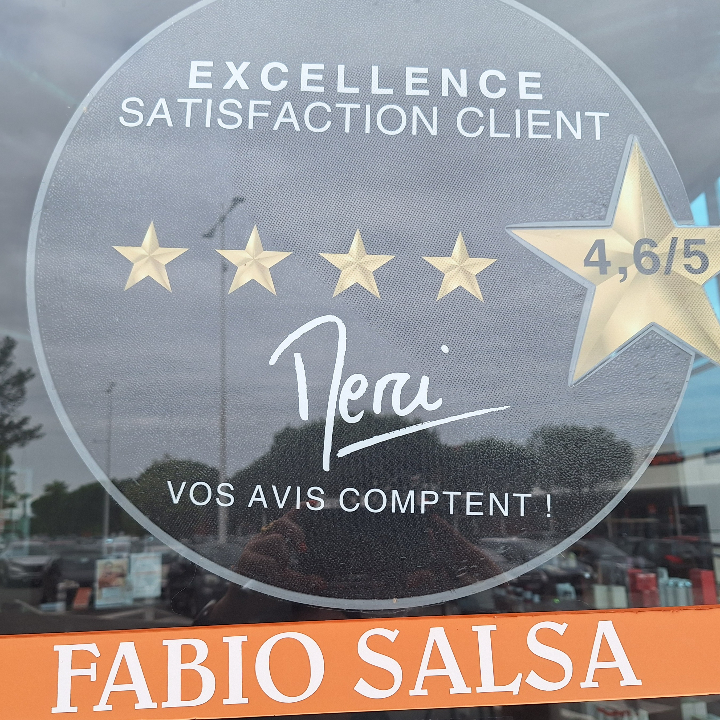 EXCELLENCE
SATISFACTION CLIENT
4,6/5
Merci
VOS AVIS COMPTENT !
FABIO SALSA